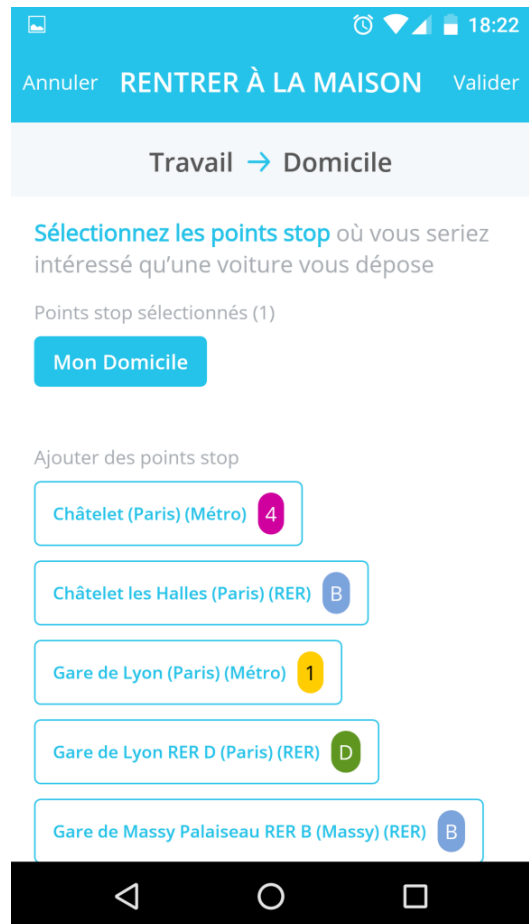 18:22
Annuler RENTRER À LA MAISON Valider
Travail → Domicile
Sélectionnez les points stop où vous seriez
intéressé qu'une voiture vous dépose
Points stop sélectionnés (1)
Mon Domicile
Ajouter des points stop
Châtelet (Paris) (Métro) 4
Châtelet les Halles (Paris) (RER) B
Gare de Lyon (Paris) (Métro) 1
Gare de Lyon RER D (Paris) (RER) D
Gare de Massy Palaiseau RER B (Massy) (RER) B